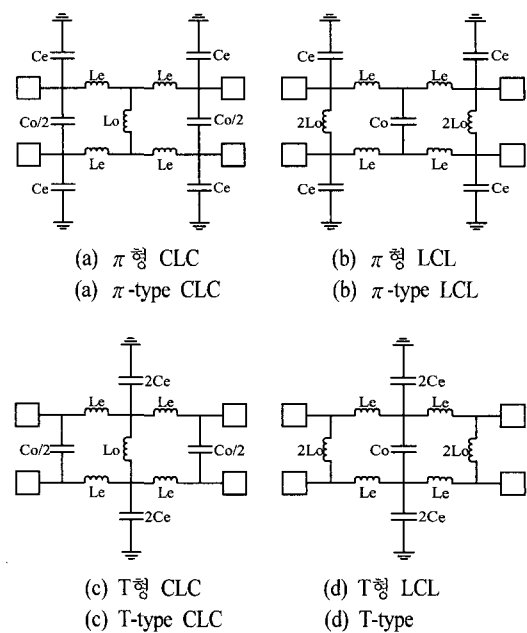 Ce Ce
Le Le
Co/2 Lo Co/2
Le Le
Ce Ce
(a) π형 CLC
(a) π-type CLC
Ce Ce
Le Le
2Lo Co 2Lo
Le Le
Ce Ce
(b) π형 LCL
(b) π-type LCL
2Ce
Le Le
Co/2 Lo Co/2
Le Le
2Ce
(c) T형 CLC
(c) T-type CLC
2Ce
Le Le
2Lo Co 2Lo
Le Le
2Ce
(d) T형 LCL
(d) T-type